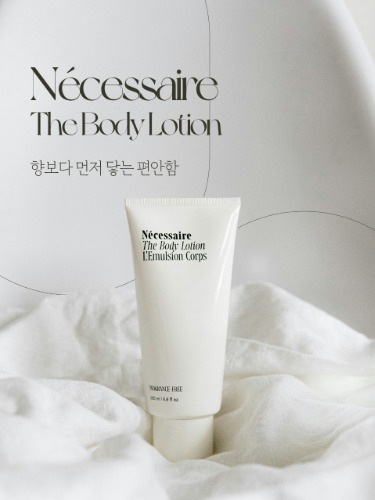 Nécessaire
The Body Lotion
향보다 먼저 닿는 편안함
Nécessaire
The Body Lotion
L'Emulsion Corps
FRAGRANCE-FREE